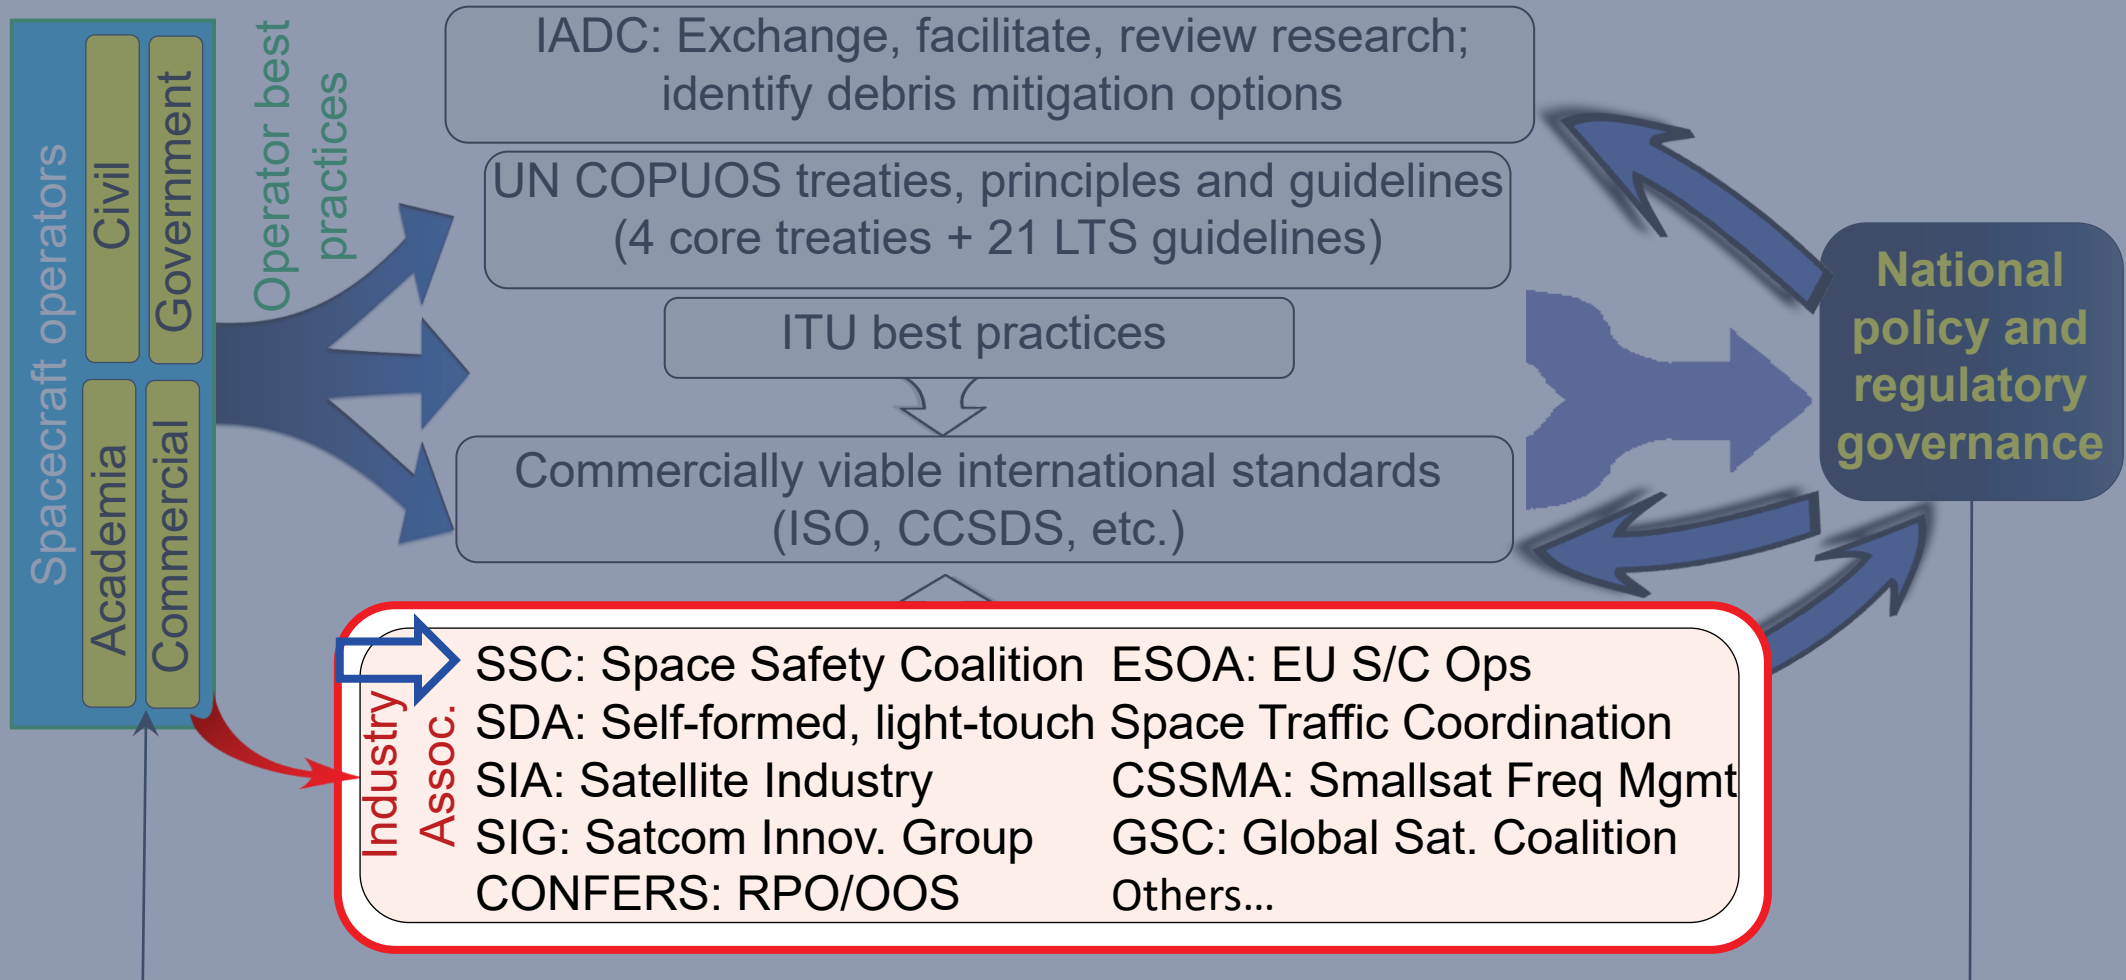 Spacecraft operators
Civil
Government
Academia
Commercial
Operator best
practices
IADC: Exchange, facilitate, review research;
identify debris mitigation options
UN COPUOS treaties, principles and guidelines
(4 core treaties + 21 LTS guidelines)
ITU best practices
Commercially viable international standards
(ISO, CCSDS, etc.)
National
policy and
regulatory
governance
Industry
Assoc.
SSC: Space Safety Coalition ESOA: EU S/C Ops
SDA: Self-formed, light-touch Space Traffic Coordination
SIA: Satellite Industry CSSMA: Smallsat Freq Mgmt
SIG: Satcom Innov. Group GSC: Global Sat. Coalition
CONFERS: RPO/OOS Others...